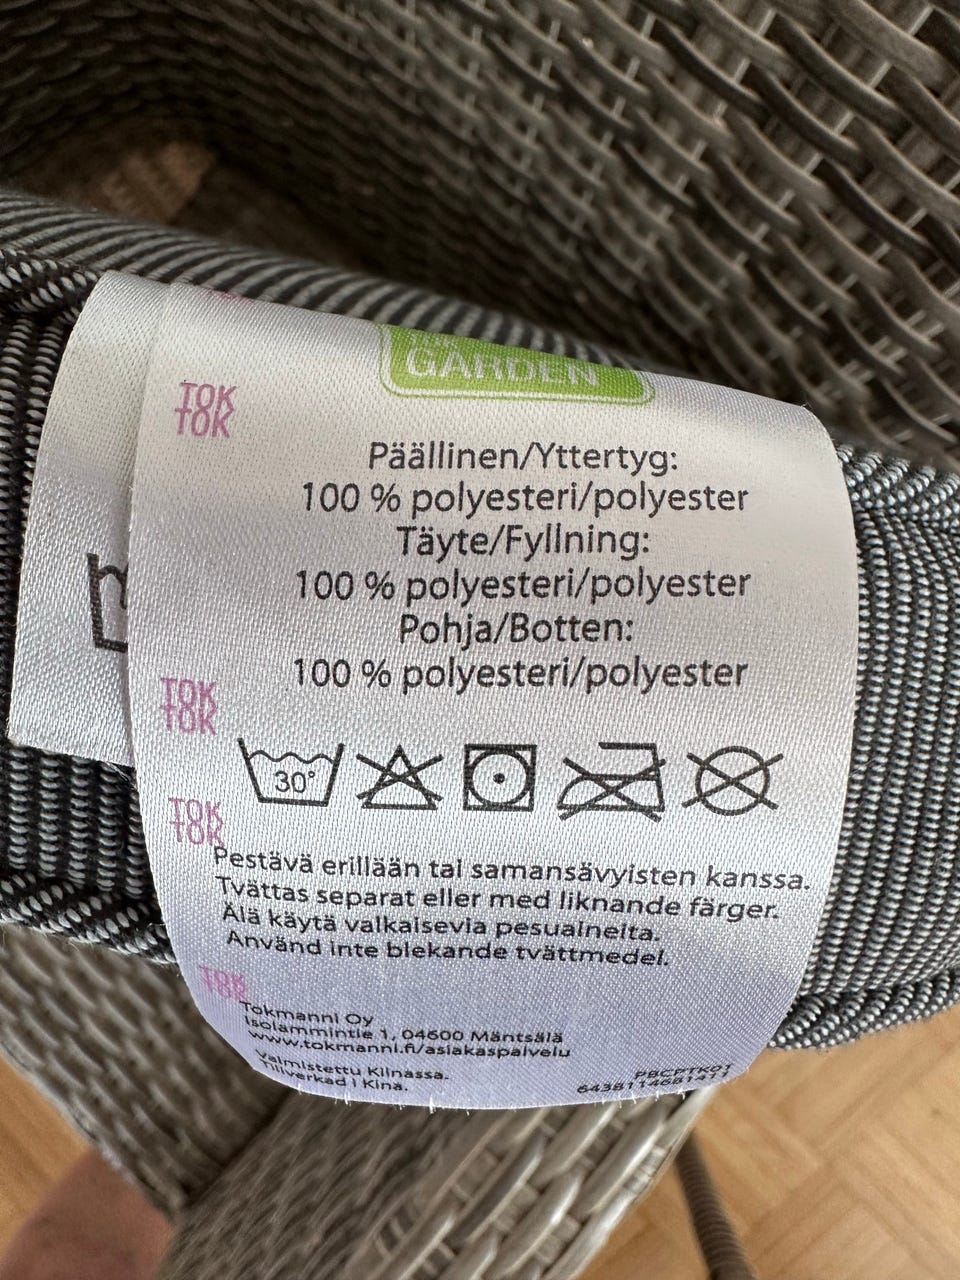 GARDEN
TOK
TOK
Päällinen/Yttertyg:
100 % polyesteri/polyester
Täyte/Fyllning:
100 % polyesteri/polyester
Pohja/Botten:
100 % polyesteri/polyester
TOK
TOK
30°
TOK
TOK
Pestävä erillään tai samansävyisten kanssa.
Tvättas separat eller med liknande färger.
Älä käytä valkaisevia pesuaineita.
Använd inte blekande tvättmedel.
TOK
TOK
Tokmanni Oy
Isolammintie 1, 04600 Mäntsälä
www.tokmanni.fi/asiakaspalvelu
Valmistettu Kiinassa.
Tillverkad i Kina.
PBCPTK01
6438114681417